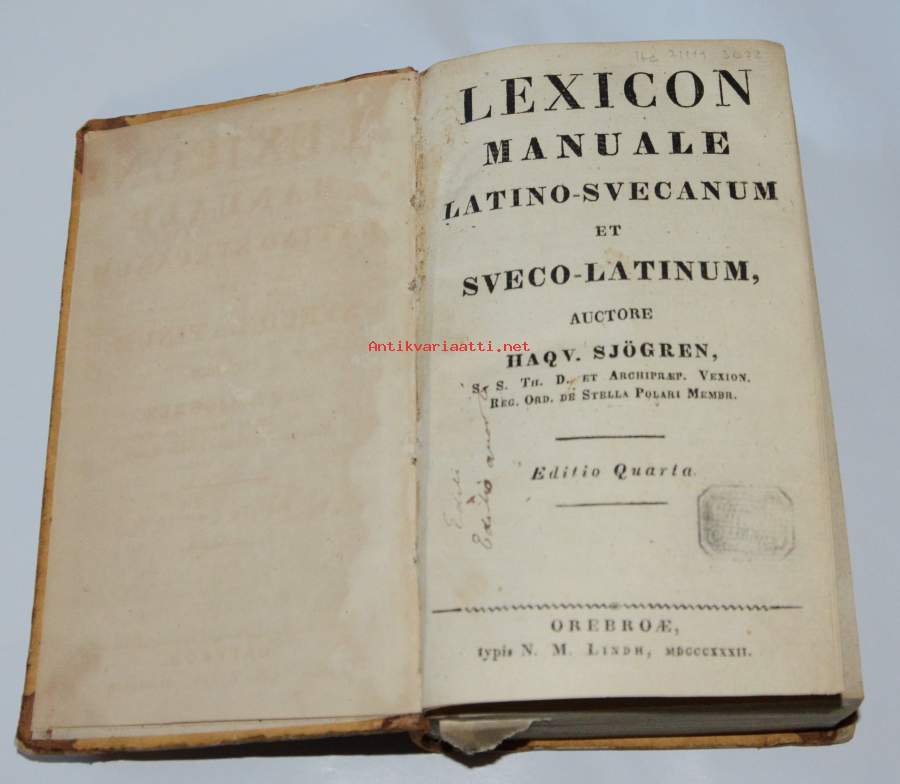 LEXICON
MANUALE
LATINO-SVECANUM
ET
SVECO-LATINUM,
AUCTORE
HAQV. SJÖGREN,
S. S. Th. D. et Archipræp. Vexion.
Reg. Ord. de Stella Polari Membr.
Editio Quarta.
OREBROÆ,
typis N. M. Lindh, MDCCCXXXII.
Antikvariaatti.net